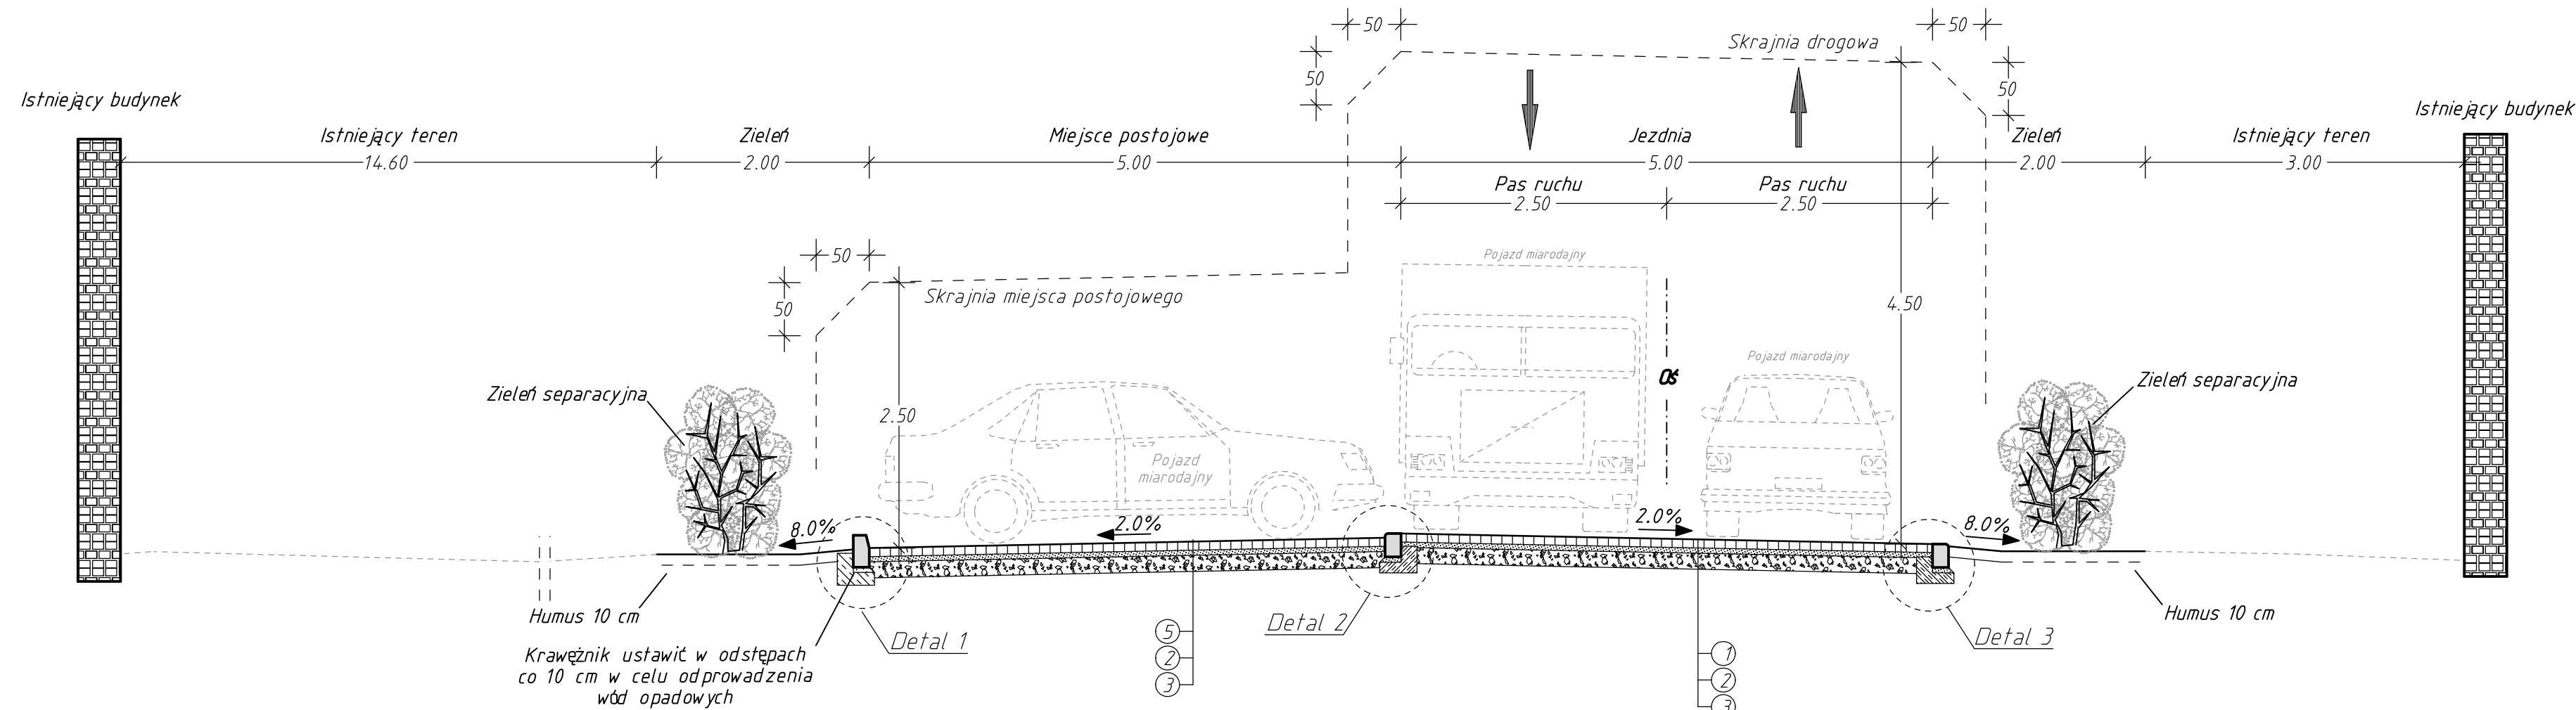 50
50
Skrajnia drogowa
50
50
Istniejący budynek
Istniejący budynek
Istniejący teren
Zieleń
Miejsce postojowe
Jezdnia
Zieleń
Istniejący teren
14.60
2.00
5.00
5.00
2.00
3.00
Pas ruchu
Pas ruchu
2.50
2.50
50
50
Skrajnia miejsca postojowego
Pojazd miarodajny
4.50
Pojazd miarodajny
Oś
Zieleń separacyjna
Zieleń separacyjna
2.50
Pojazd
miarodajny
8.0%
2.0%
2.0%
8.0%
Humus 10 cm
Humus 10 cm
Detal 1
Detal 2
Detal 3
Krawężnik ustawić w odstępach
co 10 cm w celu odprowadzenia
wód opadowych
5
2
3
1
2
3